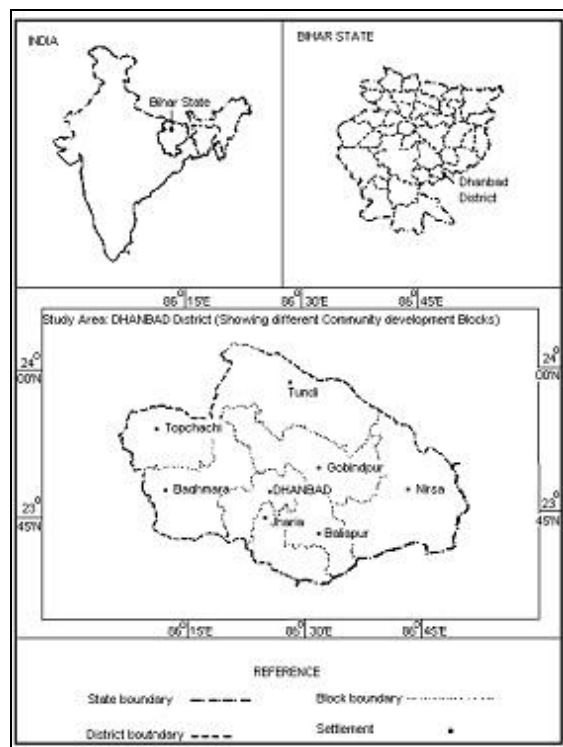 INDIA
Bihar State
BIHAR STATE
Dhanbad
District
86°15'E 86°30'E 86°45'E
Study Area: DHANBAD District (Showing different Community development Blocks)
24°
00'N
24°
00'N
Tundi
Topchachi
Gobindpur
Baghmara
DHANBAD
Nirsa
23°
45'N
23°
45'N
Jharia
Baliapur
86°15'E 86°30'E 86°45'E
REFERENCE
State boundary
Block boundary
District boutndary
Settlement